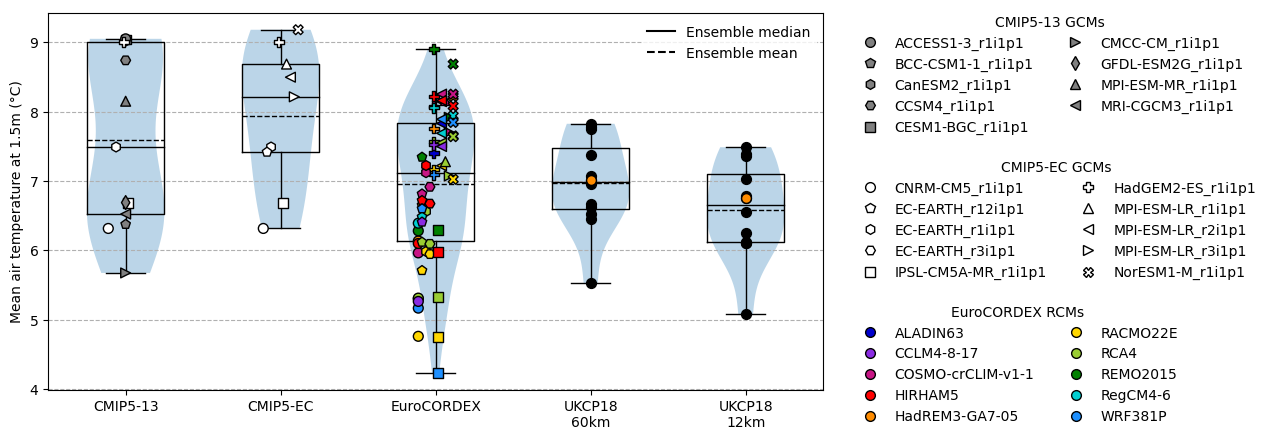 Mean air temperature at 1.5m (°C)
9
8
7
6
5
4
Ensemble median
Ensemble mean
CMIP5-13
CMIP5-EC
EuroCORDEX
UKCP18
60km
UKCP18
12km
CMIP5-13 GCMs
ACCESS1-3_r1i1p1
BCC-CSM1-1_r1i1p1
CanESM2_r1i1p1
CCSM4_r1i1p1
CESM1-BGC_r1i1p1
CMCC-CM_r1i1p1
GFDL-ESM2G_r1i1p1
MPI-ESM-MR_r1i1p1
MRI-CGCM3_r1i1p1
CMIP5-EC GCMs
CNRM-CM5_r1i1p1
EC-EARTH_r12i1p1
EC-EARTH_r1i1p1
EC-EARTH_r3i1p1
IPSL-CM5A-MR_r1i1p1
HadGEM2-ES_r1i1p1
MPI-ESM-LR_r1i1p1
MPI-ESM-LR_r2i1p1
MPI-ESM-LR_r3i1p1
NorESM1-M_r1i1p1
EuroCORDEX RCMs
ALADIN63
CCLM4-8-17
COSMO-crCLIM-v1-1
HIRHAM5
HadREM3-GA7-05
RACMO22E
RCA4
REMO2015
RegCM4-6
WRF381P